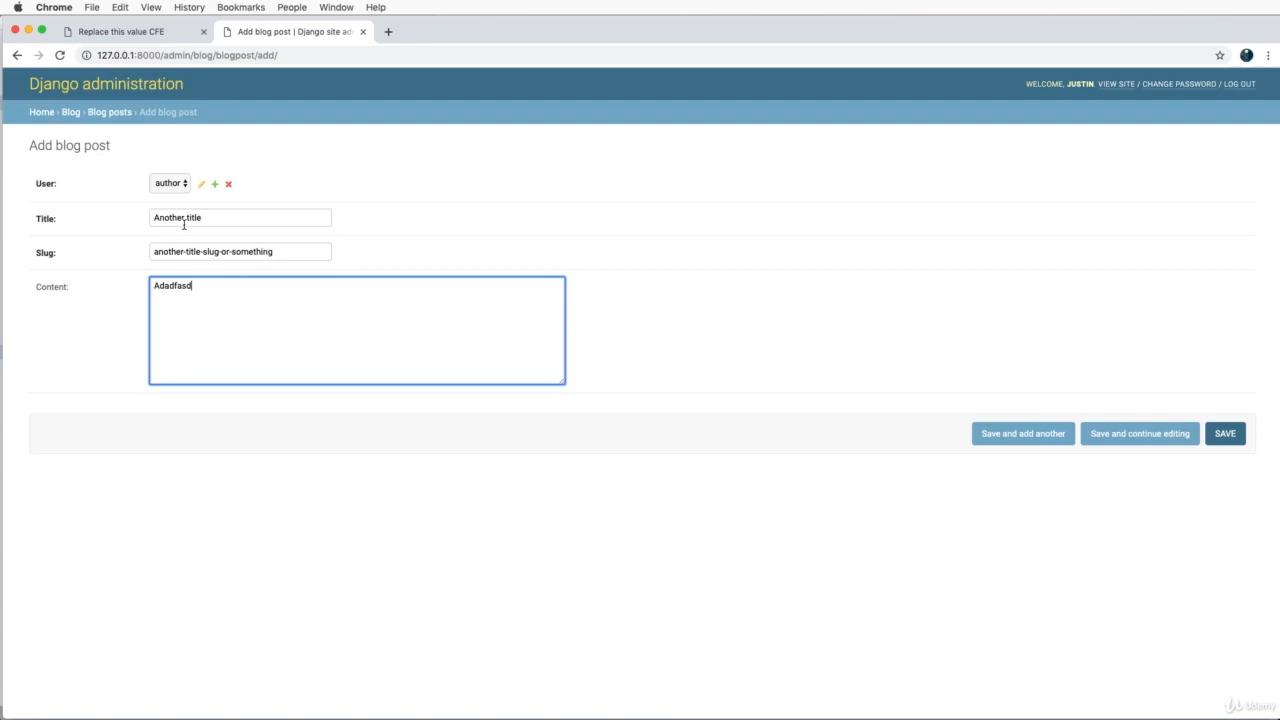 Chrome File Edit View History Bookmarks People Window Help
Replace this value CFE
Add blog post | Django site ad
127.0.0.1:8000/admin/blog/blogpost/add/
Django administration
WELCOME, JUSTIN. VIEW SITE / CHANGE PASSWORD / LOG OUT
Home › Blog › Blog posts › Add blog post
Add blog post
User: author
Title: Another title
Slug: another-title-slug-or-something
Content: Adadfasd
Save and add another Save and continue editing SAVE
Udemy